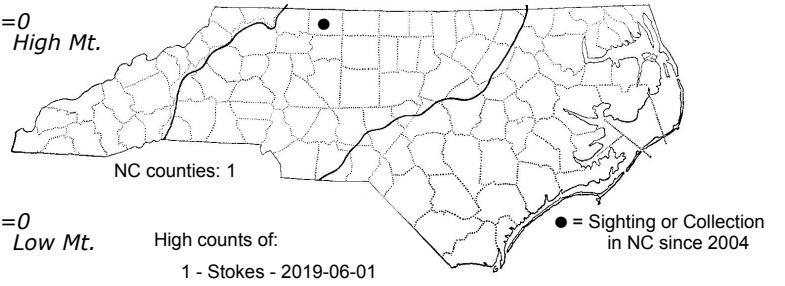 =0
High Mt.
NC counties: 1
=0
Low Mt.
High counts of:
1 - Stokes - 2019-06-01
● = Sighting or Collection
in NC since 2004